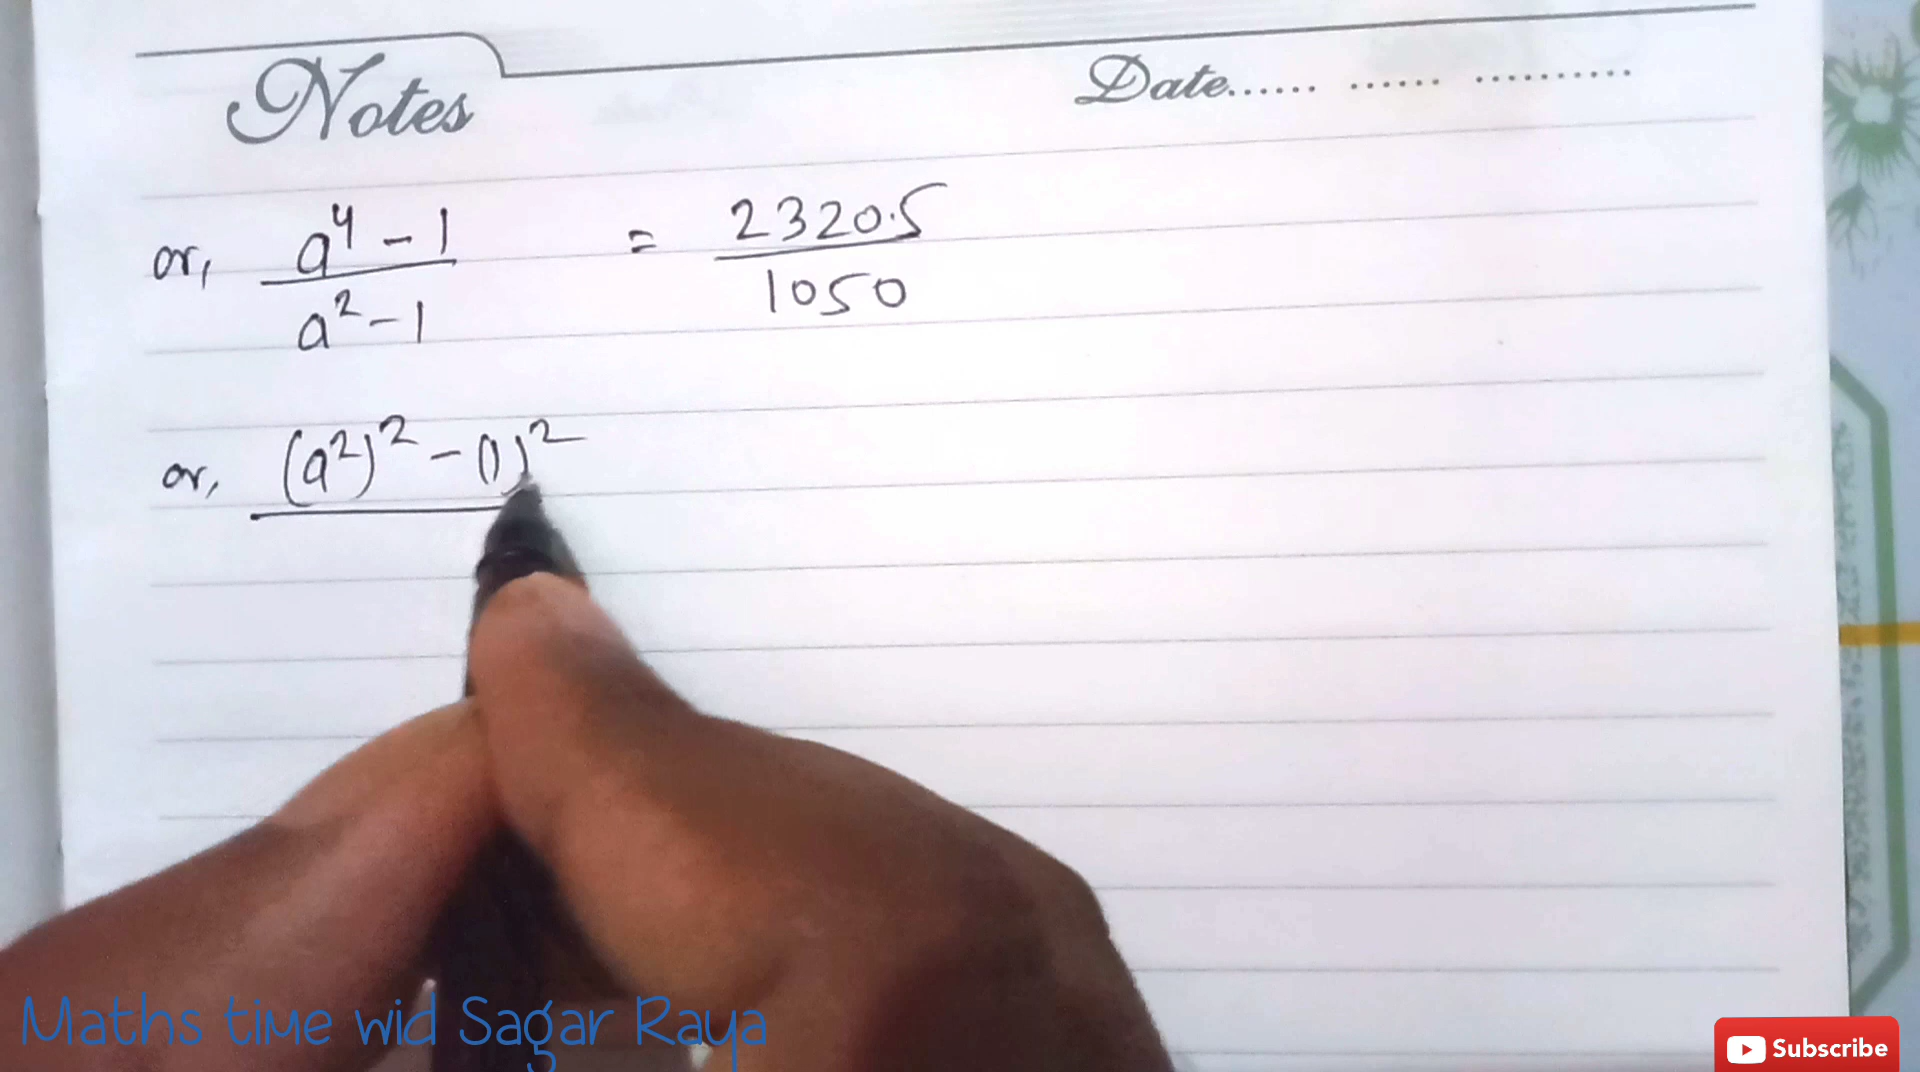 Notes
Date...... ...... ..........
or, a⁴ - 1 / a² - 1 = 2320.5 / 1050
or, (a²)² - (1)²
Maths time wid Sagar Raya
Subscribe